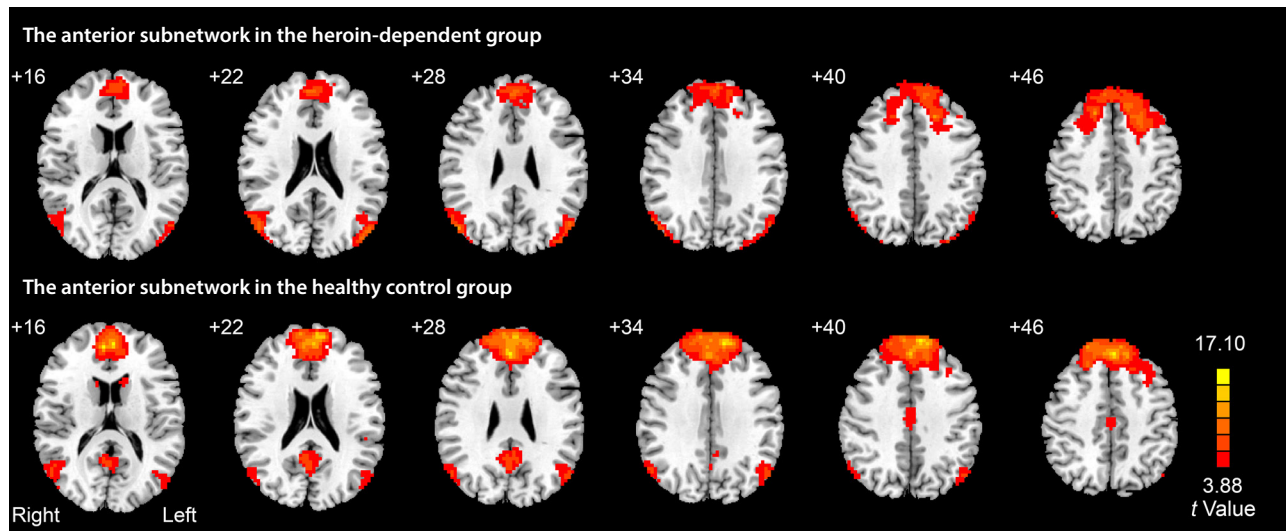 The anterior subnetwork in the heroin-dependent group
+16 +22 +28 +34 +40 +46
The anterior subnetwork in the healthy control group
+16 +22 +28 +34 +40 +46
17.10
3.88
t Value
Right Left